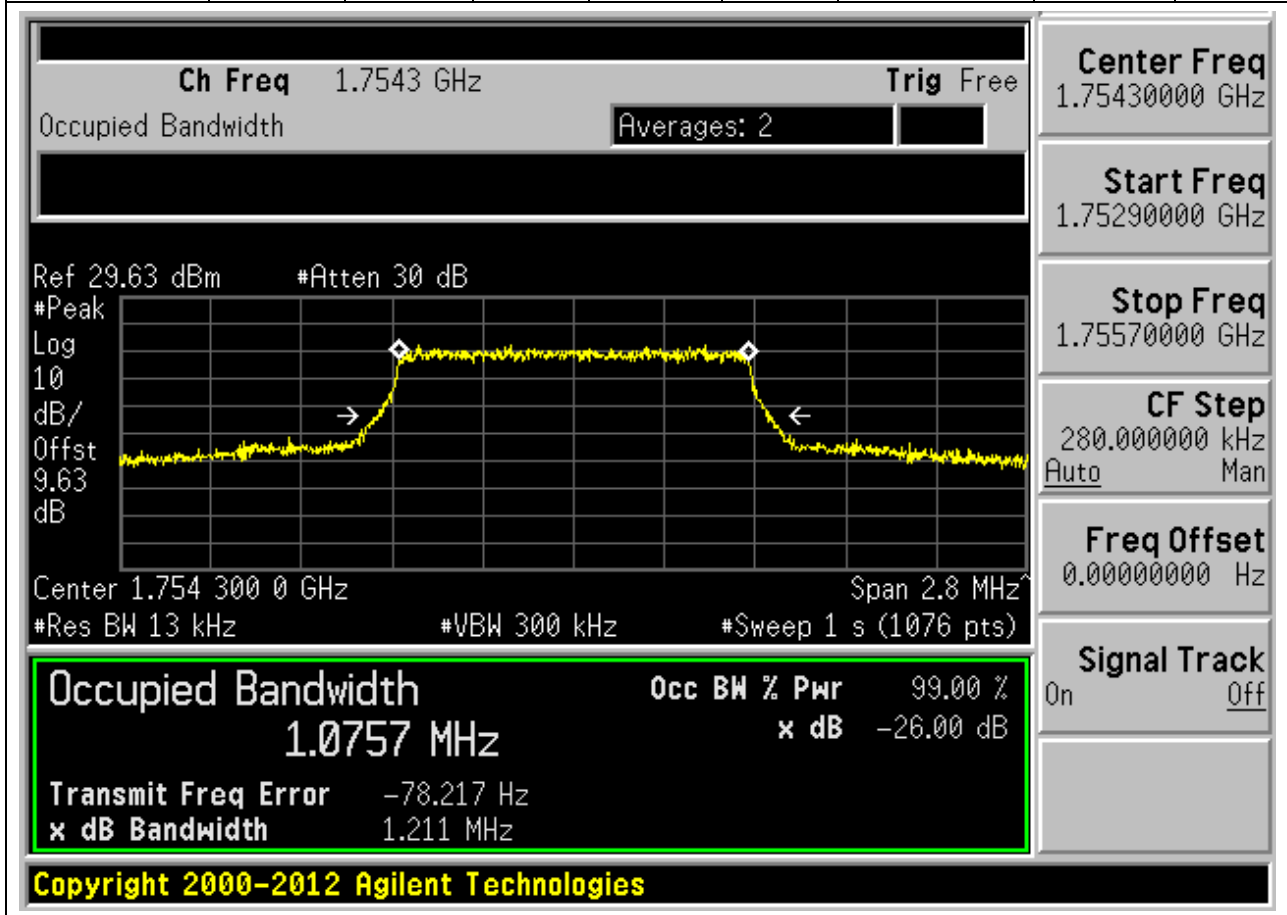 Ch Freq 1.7543 GHz Trig Free
Occupied Bandwidth Averages: 2
Ref 29.63 dBm #Atten 30 dB
#Peak
Log
10
dB/
Offst
9.63
dB
Center 1.754 300 0 GHz Span 2.8 MHz^
#Res BW 13 kHz #VBW 300 kHz #Sweep 1 s (1076 pts)
Occupied Bandwidth Occ BW % Pwr 99.00 %
1.0757 MHz x dB -26.00 dB
Transmit Freq Error -78.217 Hz
x dB Bandwidth 1.211 MHz
Copyright 2000-2012 Agilent Technologies
Center Freq
1.75430000 GHz
Start Freq
1.75290000 GHz
Stop Freq
1.75570000 GHz
CF Step
280.000000 kHz
Auto Man
Freq Offset
0.00000000 Hz
Signal Track
On Off